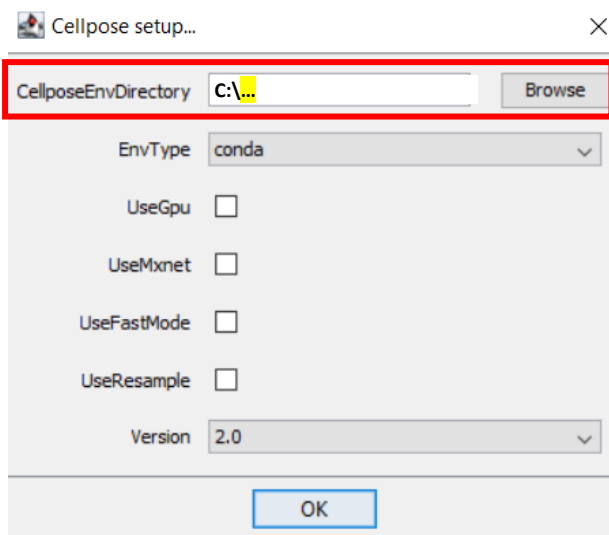 Cellpose setup...
CellposeEnvDirectory C:\... Browse
EnvType conda
UseGpu
UseMxnet
UseFastMode
UseResample
Version 2.0
OK